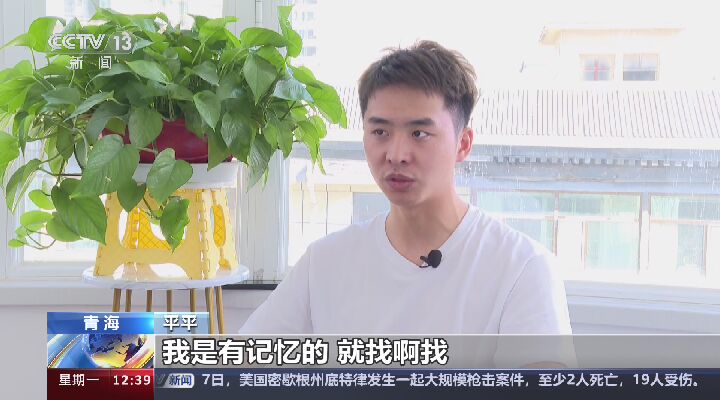 CCTV 13
新闻
青海 平平
我是有记忆的 就找啊找
星期一 12:39 新闻 7日，美国密歇根州底特律发生一起大规模枪击案件，至少2人死亡，19人受伤。